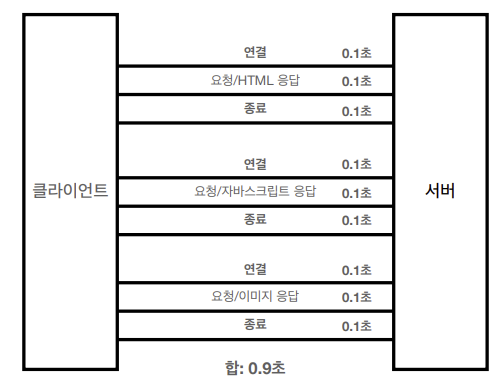 연결 0.1초
요청/HTML 응답 0.1초
종료 0.1초
연결 0.1초
클라이언트 요청/자바스크립트 응답 0.1초 서버
종료 0.1초
연결 0.1초
요청/이미지 응답 0.1초
종료 0.1초
합: 0.9초